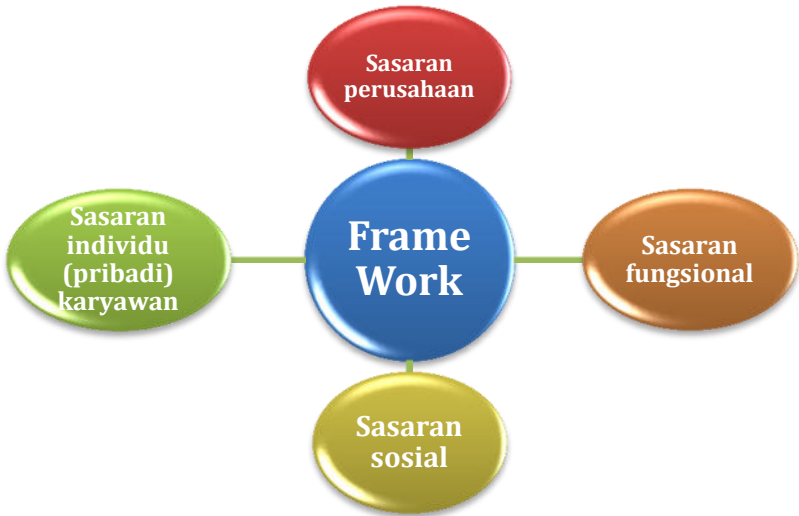 Sasaran
perusahaan
Sasaran
individu
(pribadi)
karyawan
Frame
Work
Sasaran
fungsional
Sasaran
sosial